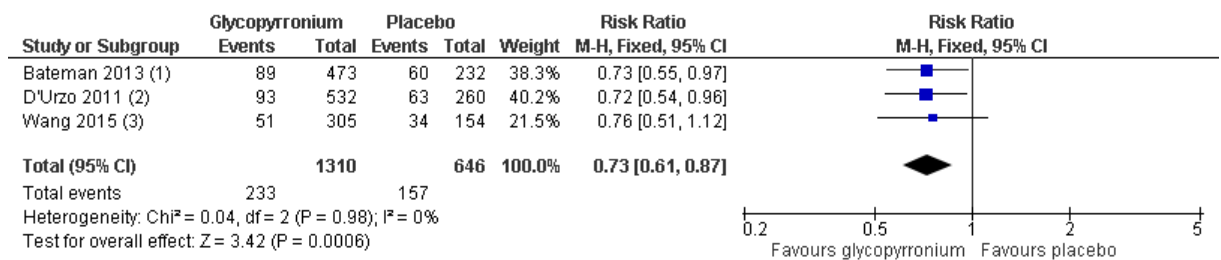 Glycopyrronium Placebo Risk Ratio Risk Ratio
Study or Subgroup Events Total Events Total Weight M-H, Fixed, 95% CI M-H, Fixed, 95% CI
Bateman 2013 (1) 89 473 60 232 38.3% 0.73 [0.55, 0.97]
D'Urzo 2011 (2) 93 532 63 260 40.2% 0.72 [0.54, 0.96]
Wang 2015 (3) 51 305 34 154 21.5% 0.76 [0.51, 1.12]
Total (95% CI) 1310 646 100.0% 0.73 [0.61, 0.87]
Total events 233 157
Heterogeneity: Chi² = 0.04, df = 2 (P = 0.98); I² = 0%
Test for overall effect: Z = 3.42 (P = 0.0006)
0.2 0.5 1 2 5
Favours glycopyrronium Favours placebo